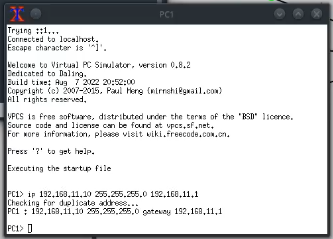 PC1
Trying ::1...
Connected to localhost.
Escape character is '^]'.
Welcome to Virtual PC Simulator, version 0.8.2
Dedicated to Daling.
Build time: Aug 7 2022 20:52:00
Copyright (c) 2007-2015, Paul Meng (mirnshi@gmail.com)
All rights reserved.
VPCS is free software, distributed under the terms of the "BSD" licence.
Source code and license can be found at vpcs.sf.net.
For more information, please visit wiki.freecode.com.cn.
Press '?' to get help.
Executing the startup file
PC1> ip 192.168.11.10 255.255.255.0 192.168.11.1
Checking for duplicate address...
PC1 : 192.168.11.10 255.255.255.0 gateway 192.168.11.1
PC1>